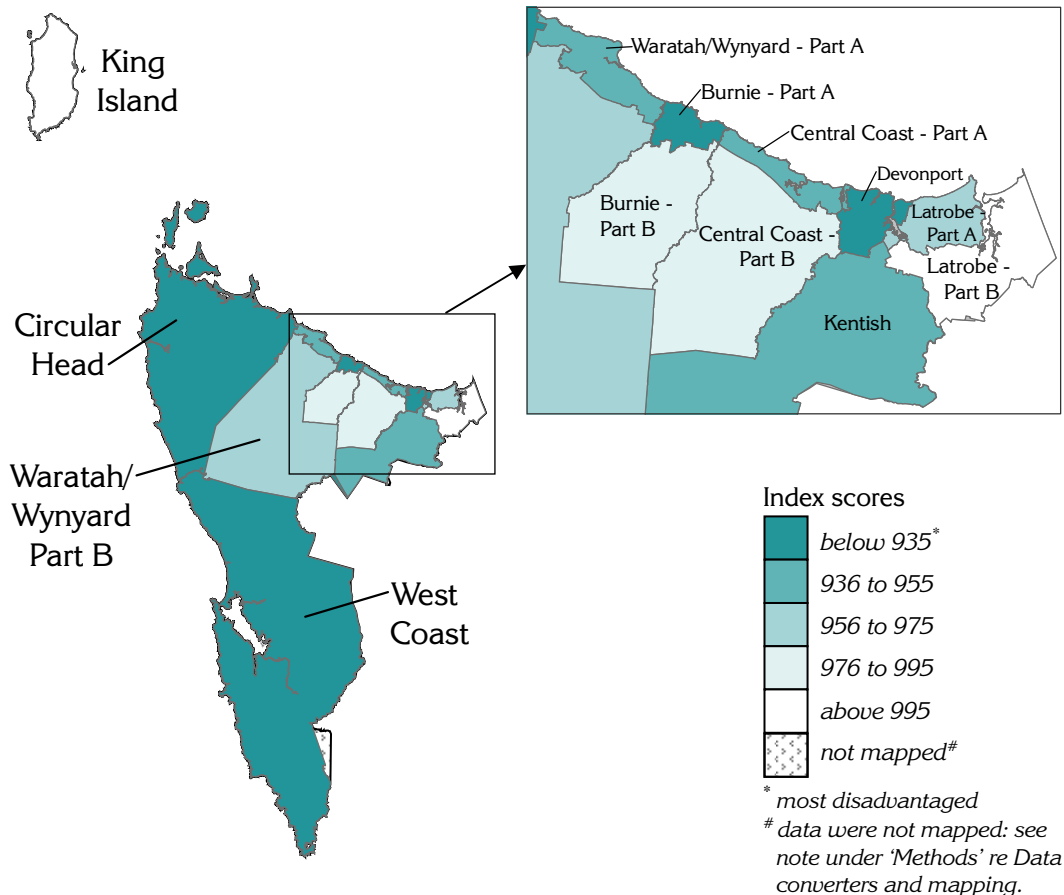 King
Island
Waratah/Wynyard - Part A
Burnie - Part A
Central Coast - Part A
Devonport
Latrobe -
Part A
Burnie -
Part B
Central Coast -
Part B
Latrobe -
Part B
Kentish
Circular
Head
Waratah/
Wynyard
Part B
West
Coast
Index scores
below 935*
936 to 955
956 to 975
976 to 995
above 995
not mapped#
* most disadvantaged
# data were not mapped: see
note under ‘Methods’ re Data
converters and mapping.